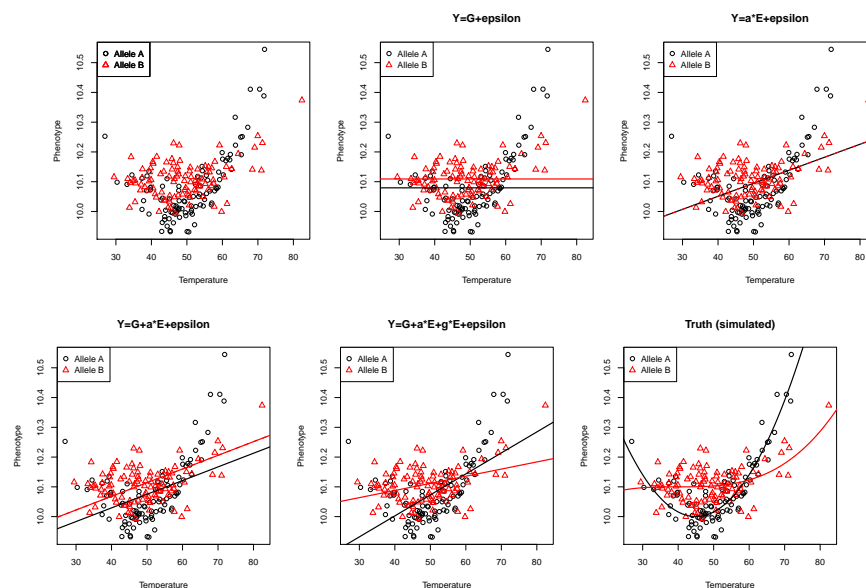 Allele A
Allele B
Phenotype
10.0 10.1 10.2 10.3 10.4 10.5
30 40 50 60 70 80
Temperature
Y=G+epsilon
Allele A
Allele B
Phenotype
10.0 10.1 10.2 10.3 10.4 10.5
30 40 50 60 70 80
Temperature
Y=a*E+epsilon
Allele A
Allele B
Phenotype
10.0 10.1 10.2 10.3 10.4 10.5
30 40 50 60 70 80
Temperature
Y=G+a*E+epsilon
Allele A
Allele B
Phenotype
10.0 10.1 10.2 10.3 10.4 10.5
30 40 50 60 70 80
Temperature
Y=G+a*E+g*E+epsilon
Allele A
Allele B
Phenotype
10.0 10.1 10.2 10.3 10.4 10.5
30 40 50 60 70 80
Temperature
Truth (simulated)
Allele A
Allele B
Phenotype
10.0 10.1 10.2 10.3 10.4 10.5
30 40 50 60 70 80
Temperature